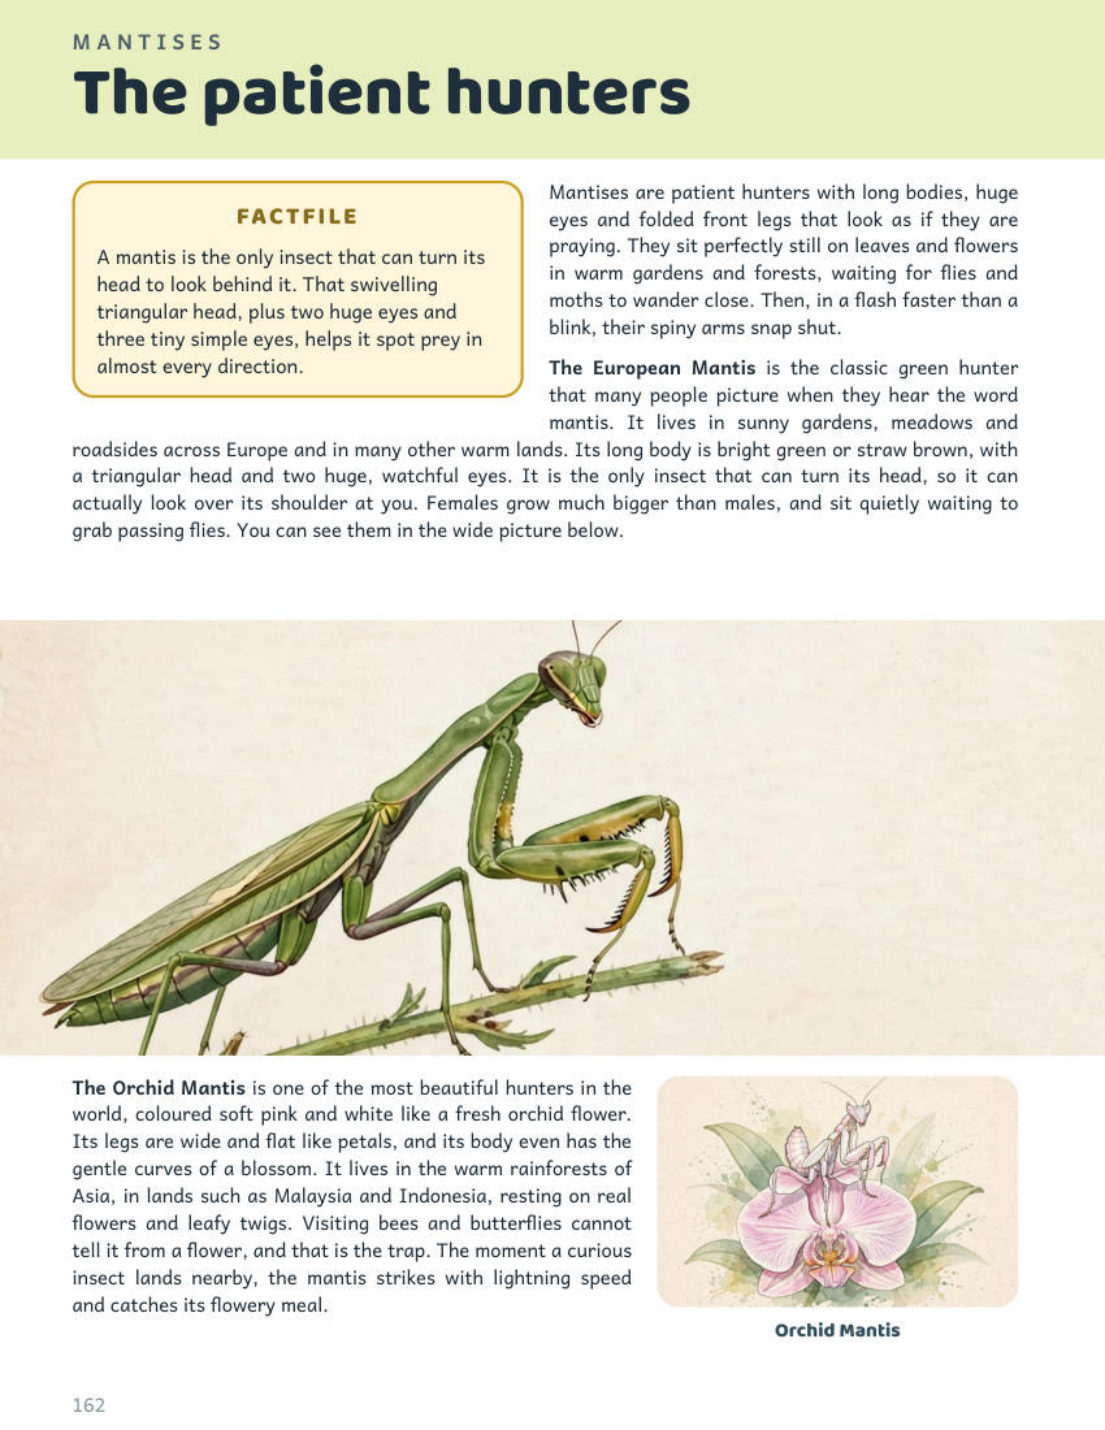 MANTISES
The patient hunters
FACTFILE
A mantis is the only insect that can turn its
head to look behind it. That swivelling
triangular head, plus two huge eyes and
three tiny simple eyes, helps it spot prey in
almost every direction.
Mantises are patient hunters with long bodies, huge
eyes and folded front legs that look as if they are
praying. They sit perfectly still on leaves and flowers
in warm gardens and forests, waiting for flies and
moths to wander close. Then, in a flash faster than a
blink, their spiny arms snap shut.
The European Mantis is the classic green hunter
that many people picture when they hear the word
mantis. It lives in sunny gardens, meadows and
roadsides across Europe and in many other warm lands. Its long body is bright green or straw brown, with
a triangular head and two huge, watchful eyes. It is the only insect that can turn its head, so it can
actually look over its shoulder at you. Females grow much bigger than males, and sit quietly waiting to
grab passing flies. You can see them in the wide picture below.
The Orchid Mantis is one of the most beautiful hunters in the
world, coloured soft pink and white like a fresh orchid flower.
Its legs are wide and flat like petals, and its body even has the
gentle curves of a blossom. It lives in the warm rainforests of
Asia, in lands such as Malaysia and Indonesia, resting on real
flowers and leafy twigs. Visiting bees and butterflies cannot
tell it from a flower, and that is the trap. The moment a curious
insect lands nearby, the mantis strikes with lightning speed
and catches its flowery meal.
Orchid Mantis
162